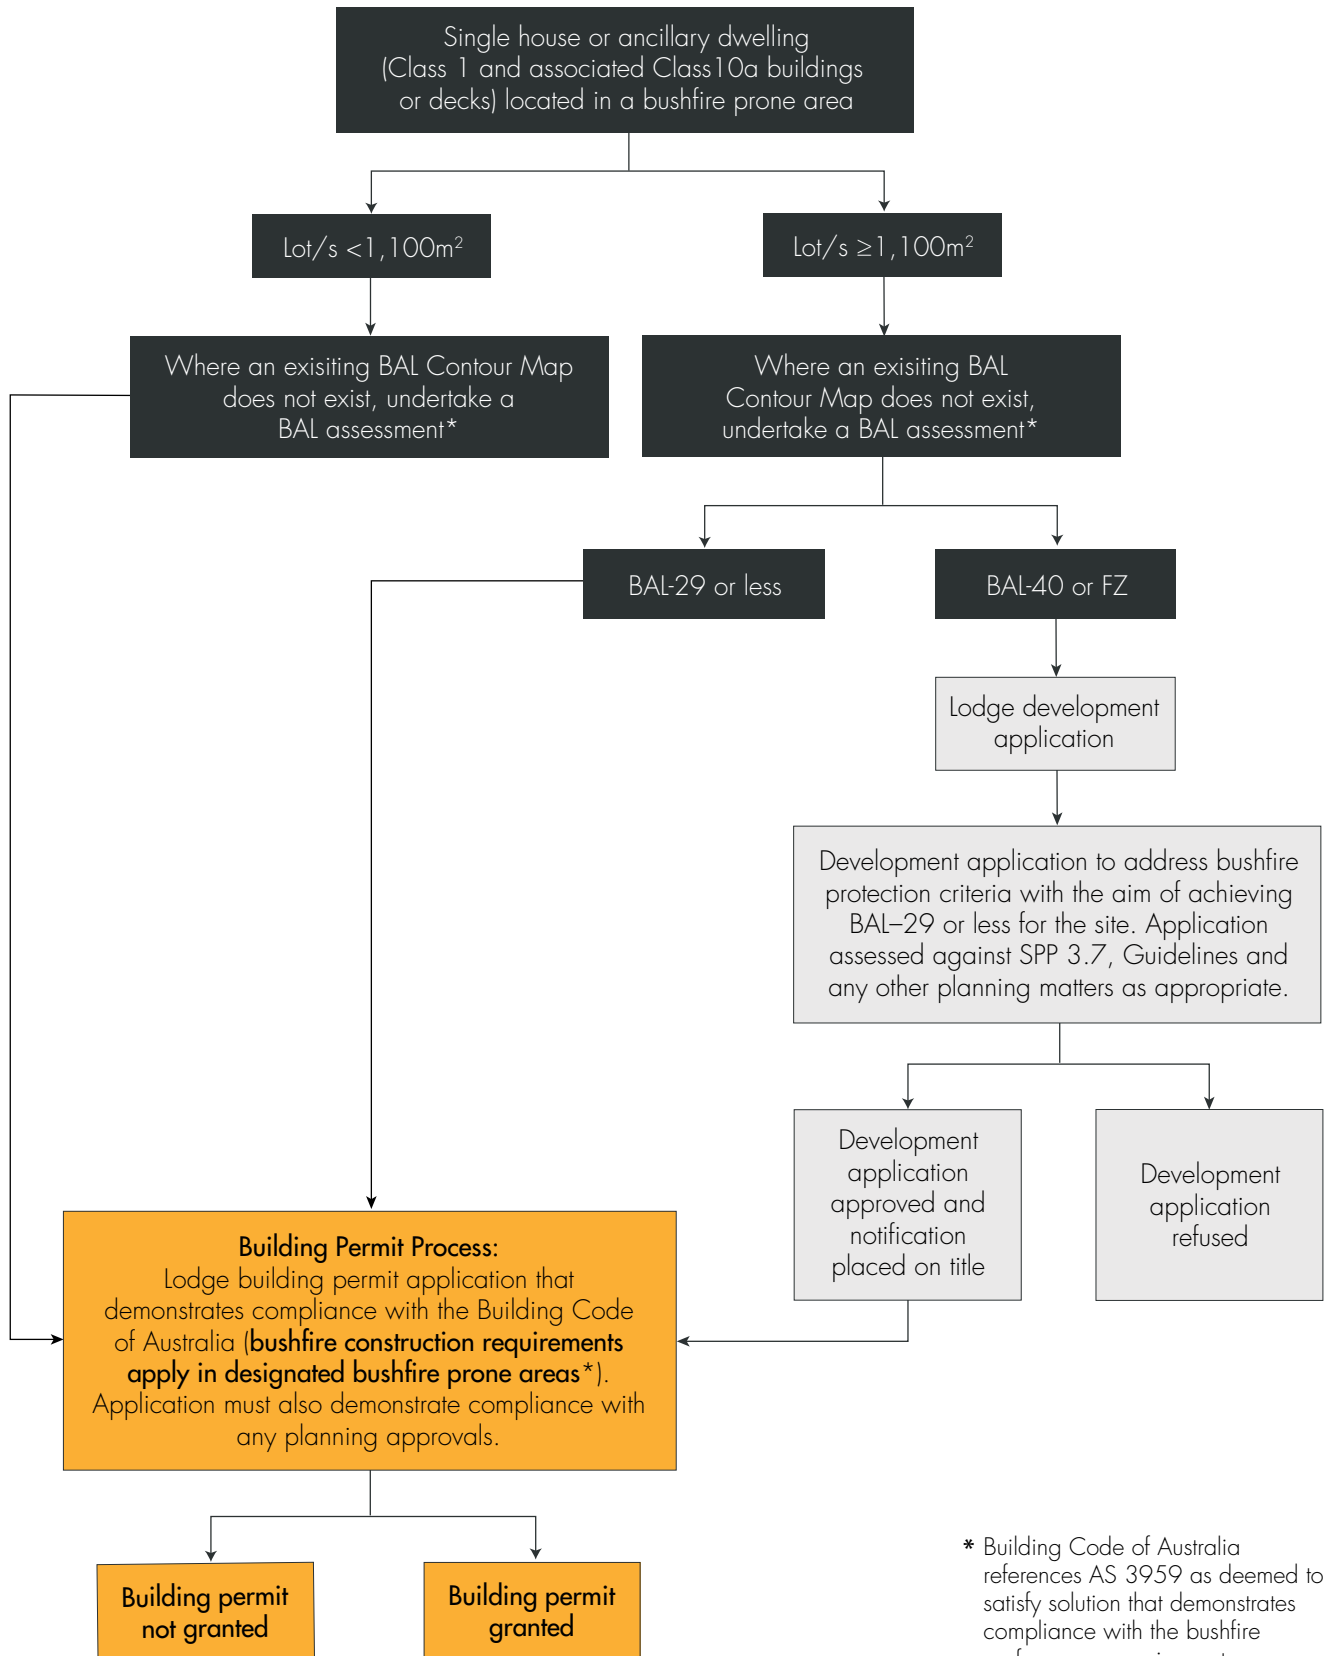 Single house or ancillary dwelling
(Class 1 and associated Class10a buildings
or decks) located in a bushfire prone area
Lot/s <1,100m²
Lot/s ≥1,100m²
Where an exisiting BAL Contour Map
does not exist, undertake a
BAL assessment*
Where an exisiting BAL
Contour Map does not exist,
undertake a BAL assessment*
BAL-29 or less
BAL-40 or FZ
Lodge development
application
Development application to address bushfire
protection criteria with the aim of achieving
BAL–29 or less for the site. Application
assessed against SPP 3.7, Guidelines and
any other planning matters as appropriate.
Development
application
approved and
notification
placed on title
Development
application
refused
Building Permit Process:
Lodge building permit application that
demonstrates compliance with the Building Code
of Australia (bushfire construction requirements
apply in designated bushfire prone areas*).
Application must also demonstrate compliance with
any planning approvals.
Building permit
not granted
Building permit
granted
* Building Code of Australia
references AS 3959 as deemed to
satisfy solution that demonstrates
compliance with the bushfire